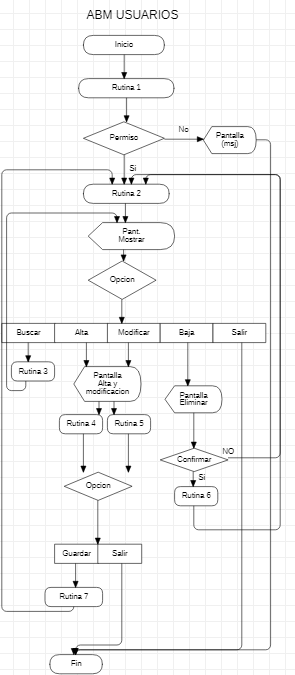 ABM USUARIOS
Inicio
Rutina 1
Permiso
No
Pantalla
(msj)
Si
Rutina 2
Pant.
Mostrar
Opcion
Buscar
Alta
Modificar
Baja
Salir
Rutina 3
Pantalla
Alta y
modificacion
Pantalla
Eliminar
Rutina 4
Rutina 5
Confirmar
NO
Si
Rutina 6
Opcion
Guardar
Salir
Rutina 7
Fin